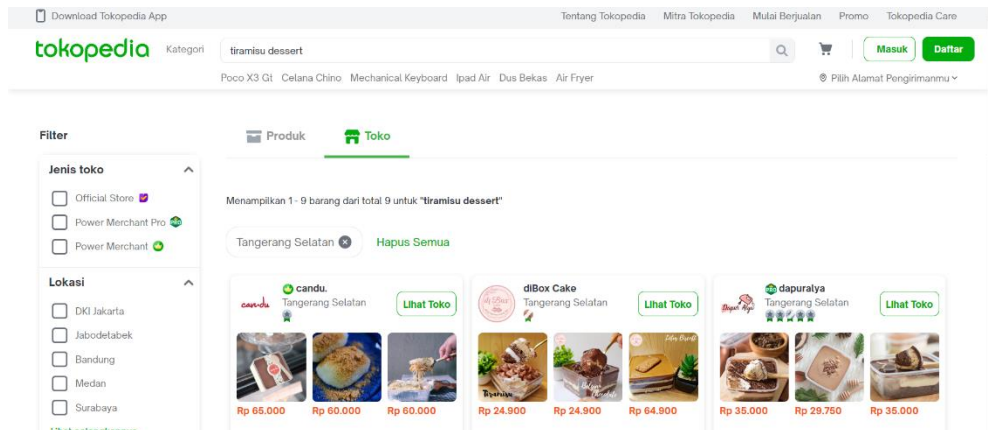 Download Tokopedia App
Tentang Tokopedia Mitra Tokopedia Mulai Berjualan Promo Tokopedia Care
tokopedia Kategori tiramisu dessert Masuk Daftar
Poco X3 Gt Celana Chino Mechanical Keyboard Ipad Air Dus Bekas Air Fryer Pilih Alamat Pengirimanmu
Filter
Produk Toko
Jenis toko
Official Store
Power Merchant Pro
Power Merchant
Menampilkan 1 - 9 barang dari total 9 untuk "tiramisu dessert"
Tangerang Selatan Hapus Semua
Lokasi
DKI Jakarta
Jabodetabek
Bandung
Medan
Surabaya
candu.
candu.
Tangerang Selatan
Lihat Toko
Rp 65.000 Rp 60.000 Rp 60.000
diBox Cake
Tangerang Selatan
Lihat Toko
Tiramisu
Rp 24.900 Rp 24.900 Rp 64.900
PRO
dapuralya
Tangerang Selatan
Lihat Toko
Rp 35.000 Rp 29.750 Rp 35.000